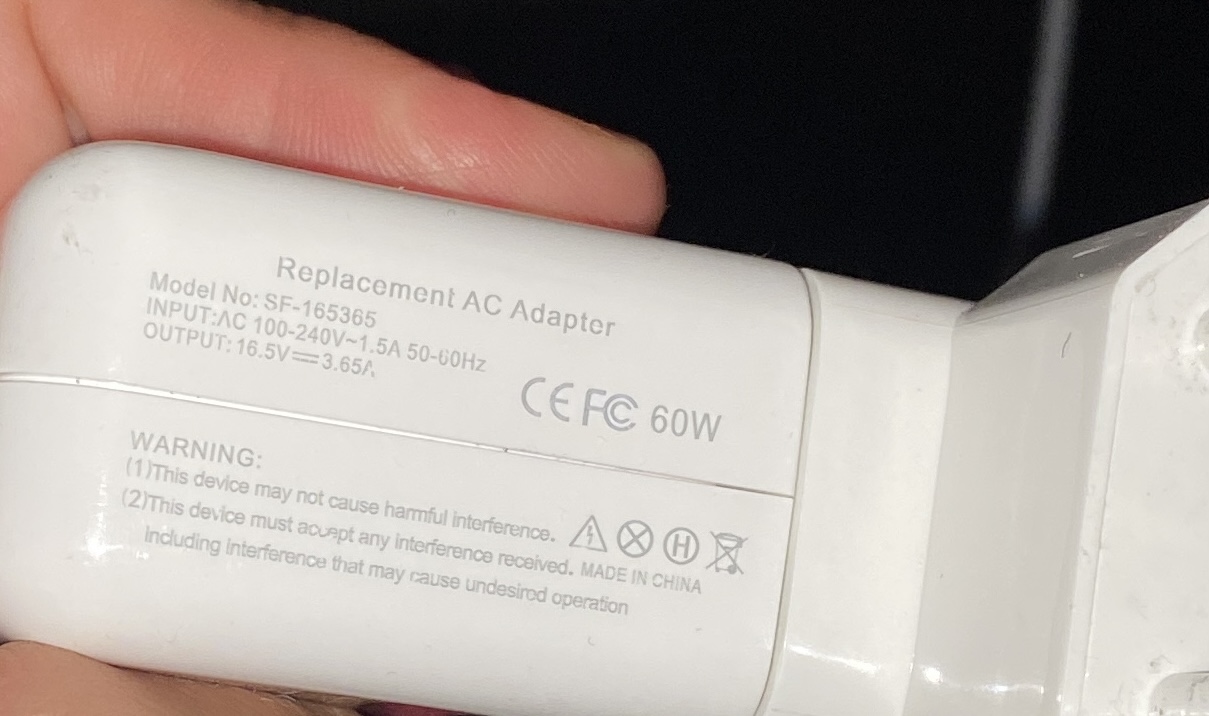 Replacement AC Adapter
Model No: SF-165365
INPUT:AC 100-240V~1.5A 50-60Hz
OUTPUT: 16.5V⎓3.65A
CE FC 60W
WARNING:
(1)This device may not cause harmful interference.
(2)This device must accept any interference received. MADE IN CHINA
including interference that may cause undesired operation